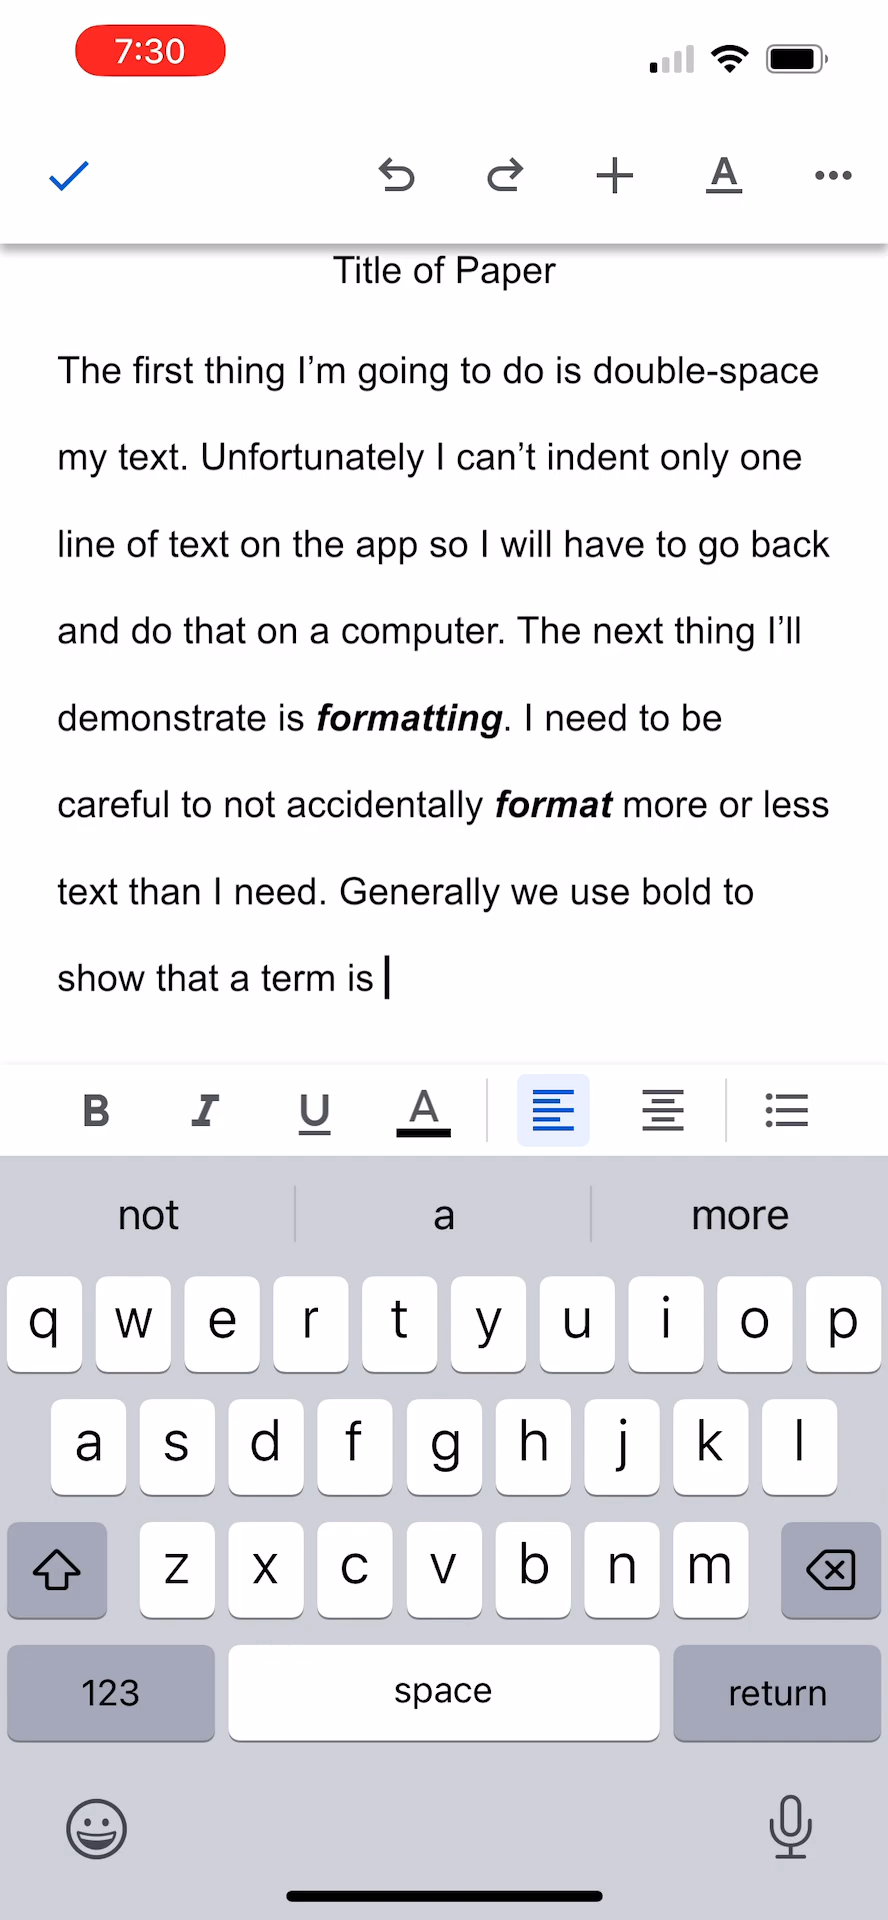 7:30
A
Title of Paper
The first thing I’m going to do is double-space
my text. Unfortunately I can’t indent only one
line of text on the app so I will have to go back
and do that on a computer. The next thing I’ll
demonstrate is formatting. I need to be
careful to not accidentally format more or less
text than I need. Generally we use bold to
show that a term is
B I U A
not a more
q w e r t y u i o p
a s d f g h j k l
z x c v b n m
123 space return